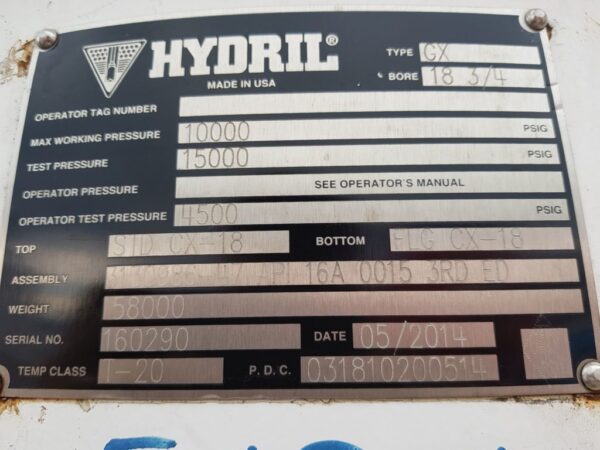 HYDRIL®
MADE IN USA
TYPE GX
BORE 18 3/4
OPERATOR TAG NUMBER
MAX WORKING PRESSURE 10000 PSIG
TEST PRESSURE 15000 PSIG
OPERATOR PRESSURE SEE OPERATOR'S MANUAL
OPERATOR TEST PRESSURE 4500 PSIG
TOP STD CX-18 BOTTOM FLG CX-18
ASSEMBLY API 16A 0015 3RD ED
WEIGHT 58000
SERIAL NO. 160290 DATE 05/2014
TEMP CLASS T-20 P. D. C. 031810200514